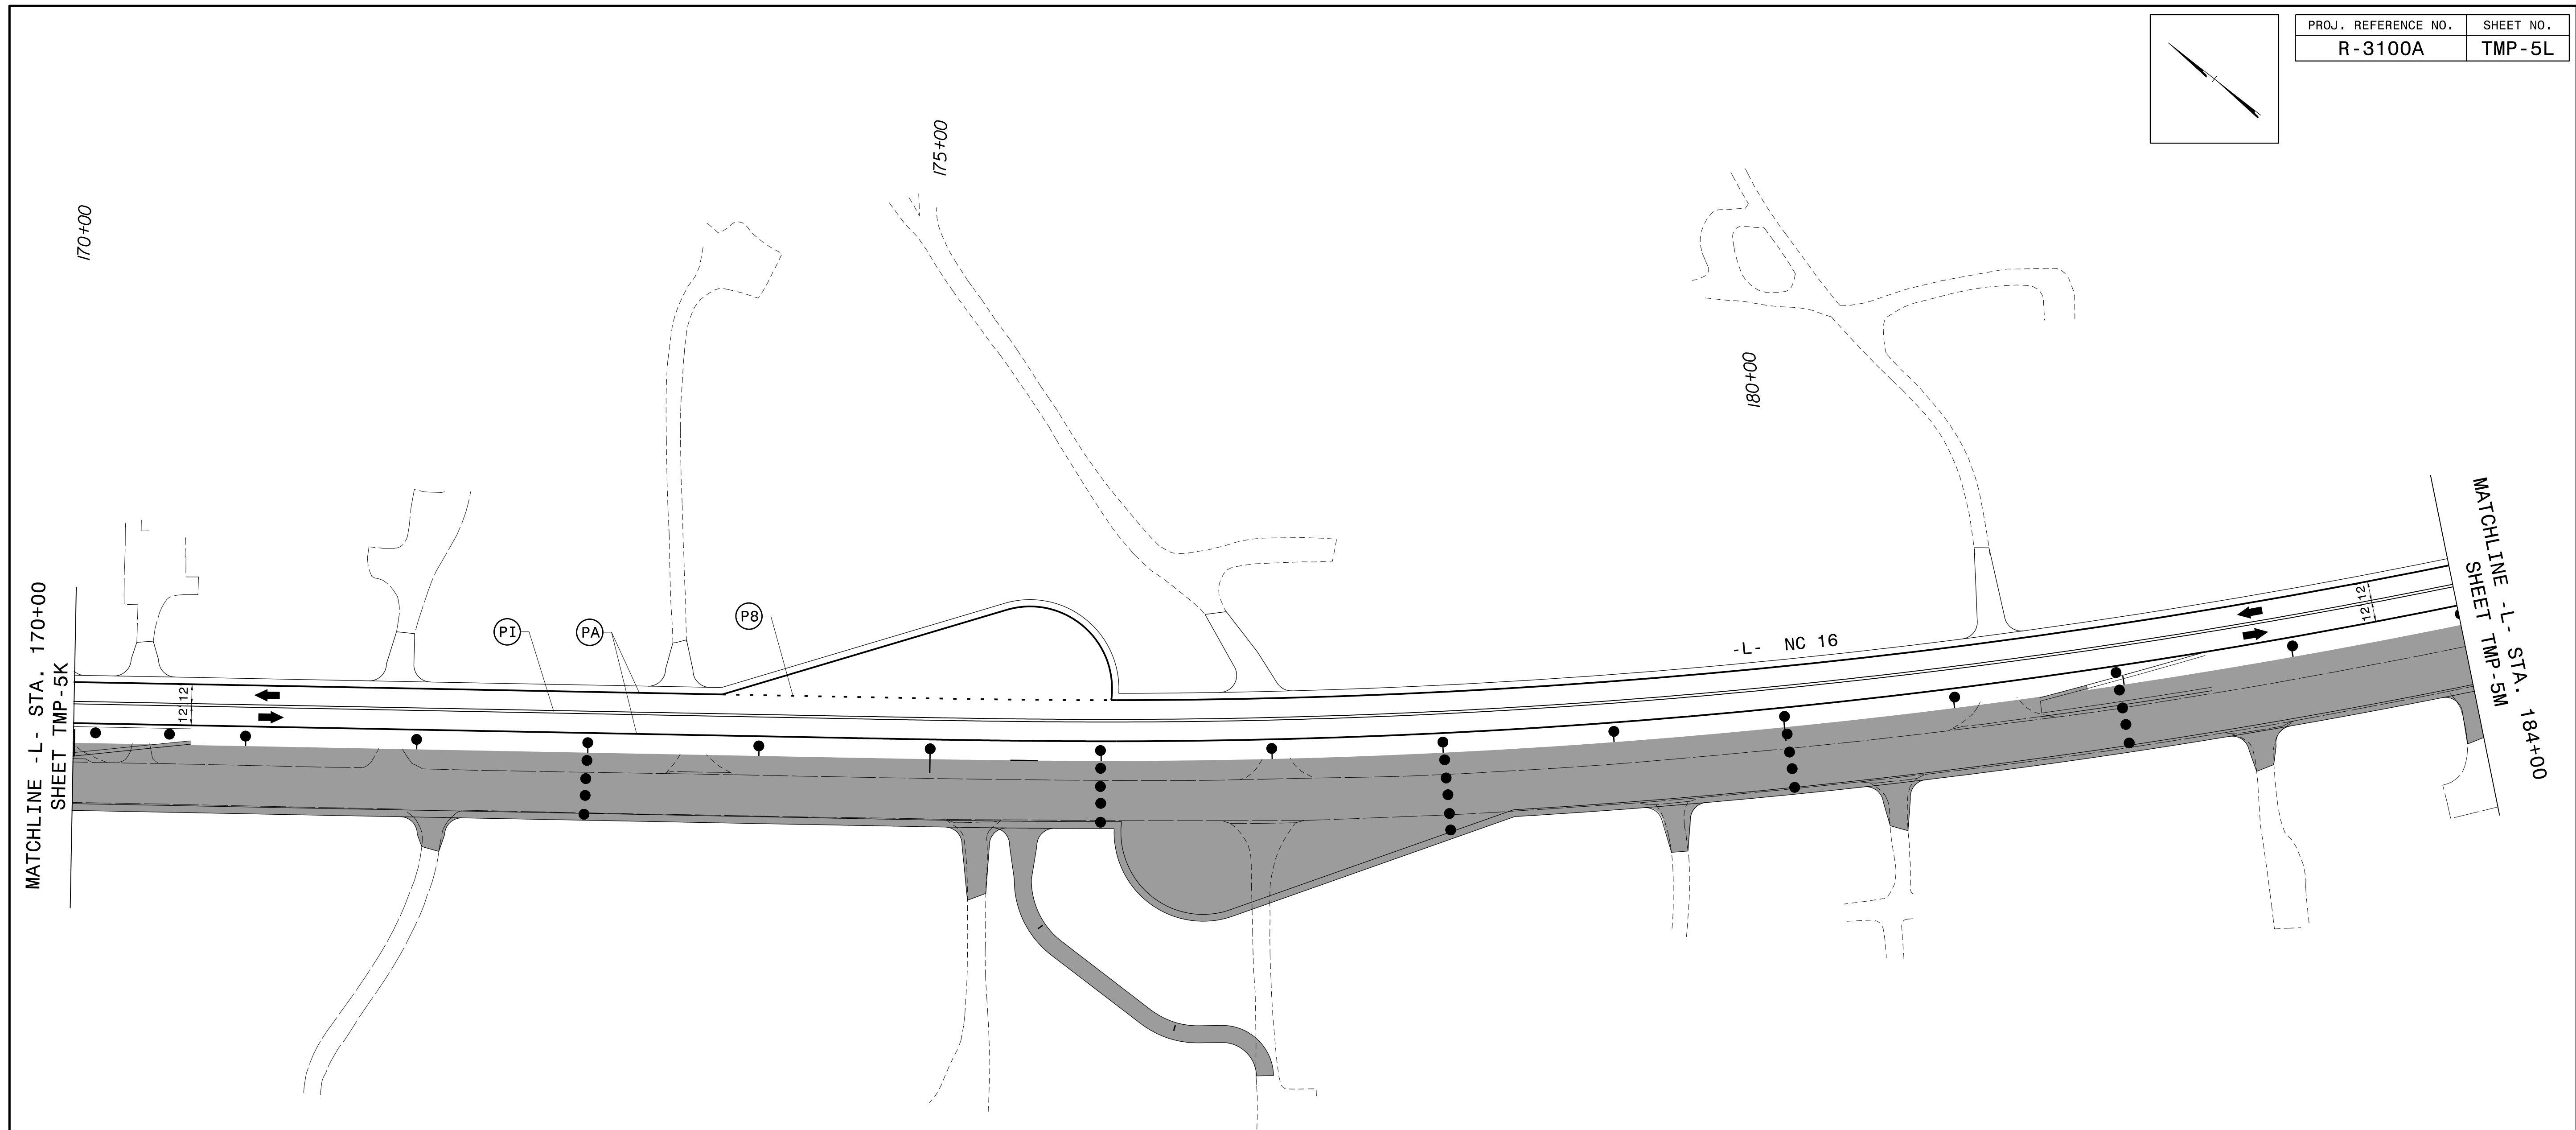 PROJ. REFERENCE NO. SHEET NO.
R-3100A TMP-5L
170+00
175+00
180+00
MATCHLINE -L- STA. 170+00
SHEET TMP-5K
PI
PA
P8
12' 12'
-L- NC 16
12' 12'
MATCHLINE -L- STA. 184+00
SHEET TMP-5M